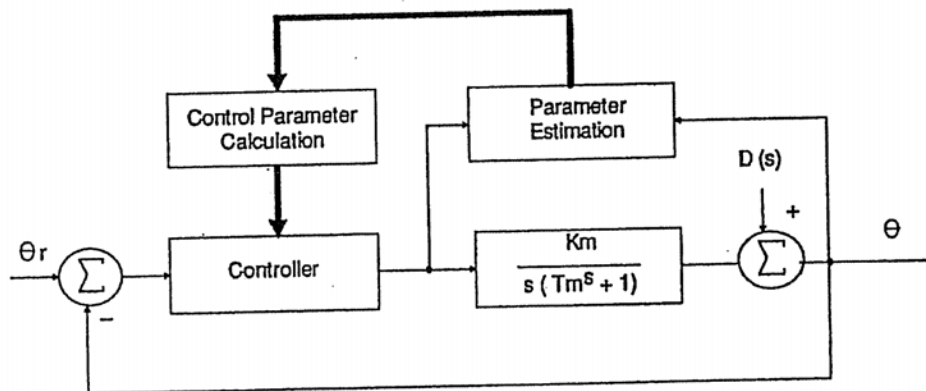 Control Parameter
Calculation
Parameter
Estimation
D (s)
+
θr
Σ
−
Controller
Km
s ( Tms + 1)
Σ
θ